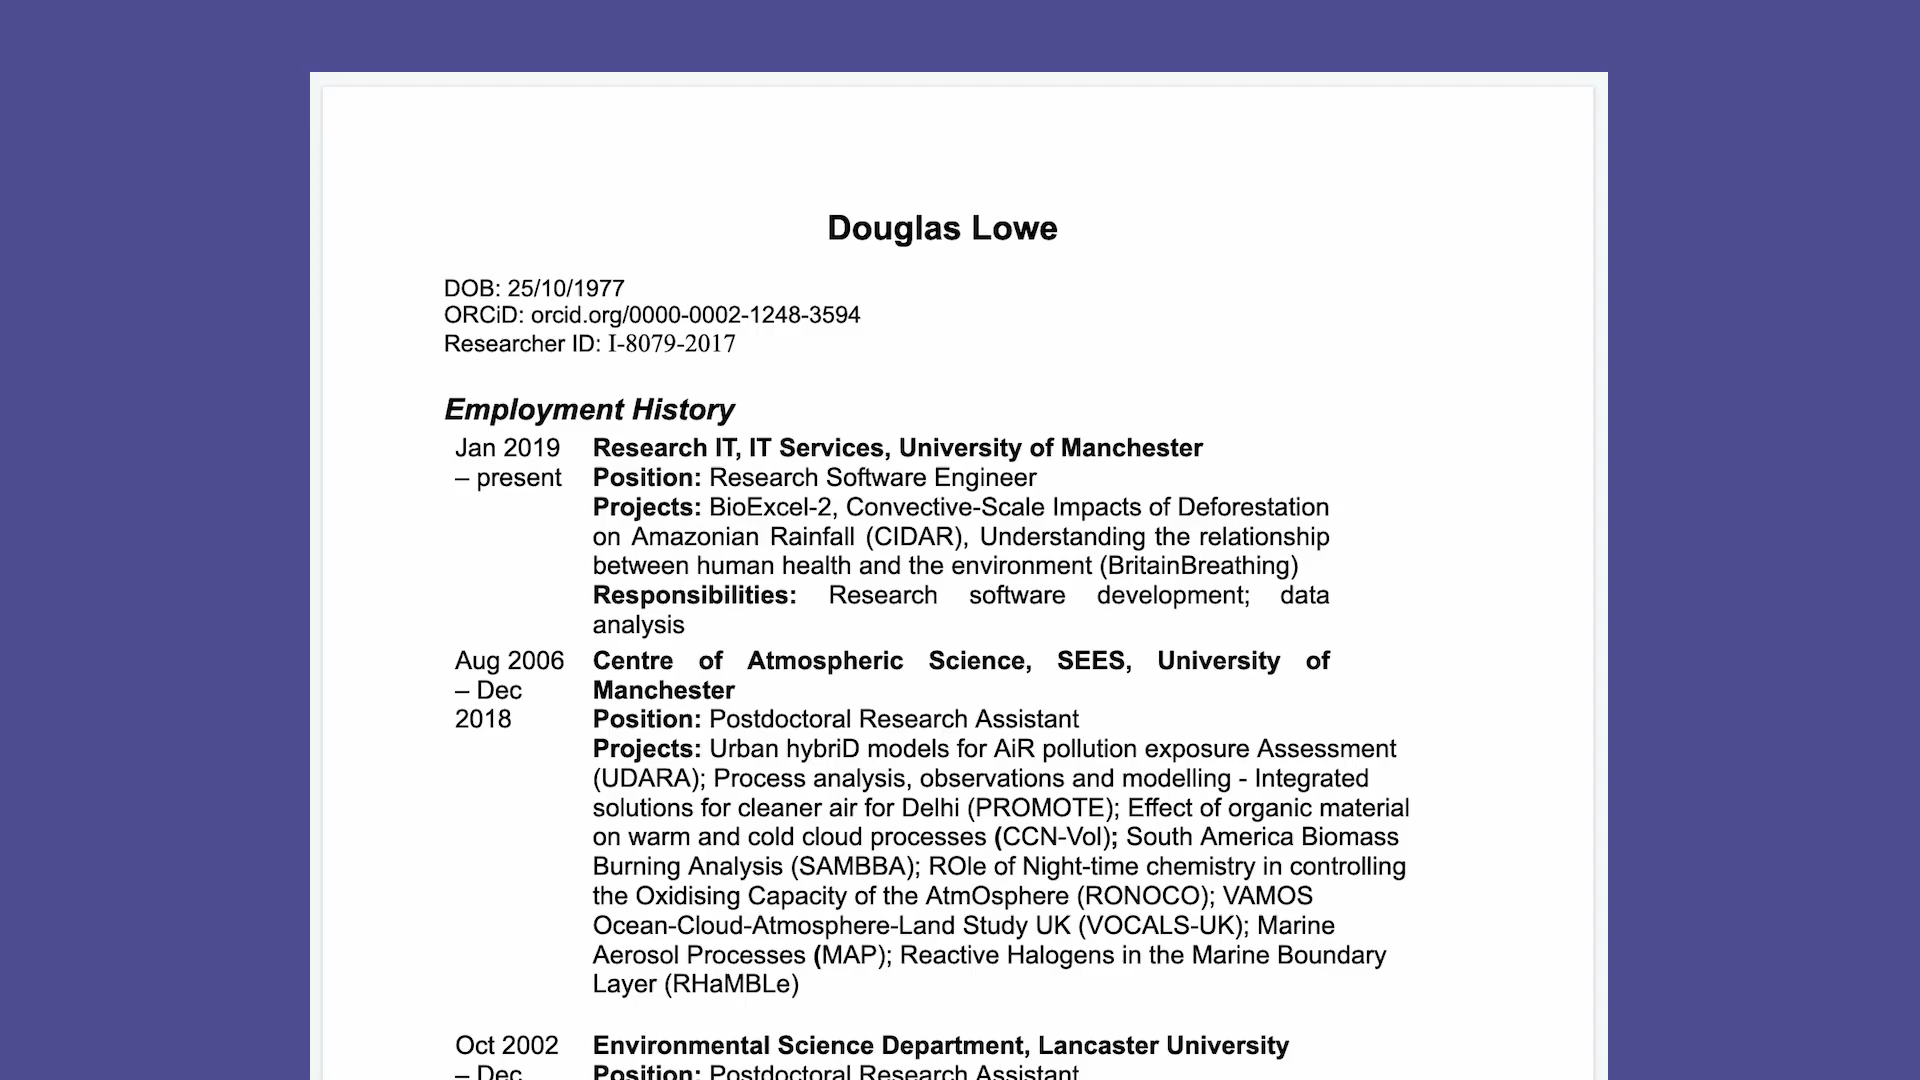 Douglas Lowe
DOB: 25/10/1977
ORCiD: orcid.org/0000-0002-1248-3594
Researcher ID: I-8079-2017
Employment History
Jan 2019
– present
Research IT, IT Services, University of Manchester
Position: Research Software Engineer
Projects: BioExcel-2, Convective-Scale Impacts of Deforestation
on Amazonian Rainfall (CIDAR), Understanding the relationship
between human health and the environment (BritainBreathing)
Responsibilities: Research software development; data
analysis
Aug 2006
– Dec
2018
Centre of Atmospheric Science, SEES, University of
Manchester
Position: Postdoctoral Research Assistant
Projects: Urban hybriD models for AiR pollution exposure Assessment
(UDARA); Process analysis, observations and modelling - Integrated
solutions for cleaner air for Delhi (PROMOTE); Effect of organic material
on warm and cold cloud processes (CCN-Vol); South America Biomass
Burning Analysis (SAMBBA); ROle of Night-time chemistry in controlling
the Oxidising Capacity of the AtmOsphere (RONOCO); VAMOS
Ocean-Cloud-Atmosphere-Land Study UK (VOCALS-UK); Marine
Aerosol Processes (MAP); Reactive Halogens in the Marine Boundary
Layer (RHaMBLe)
Oct 2002
– Dec
Environmental Science Department, Lancaster University
Position: Postdoctoral Research Assistant